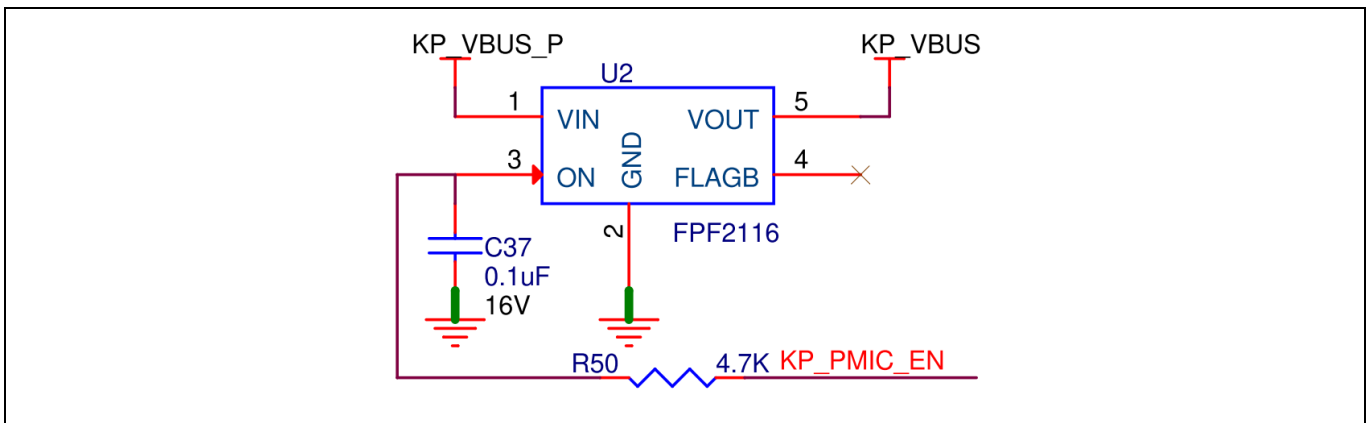 KP_VBUS_P
KP_VBUS
U2
1
5
VIN
VOUT
3
4
ON
GND
FLAGB
2
FPF2116
C37
0.1uF
16V
R50
4.7K
KP_PMIC_EN